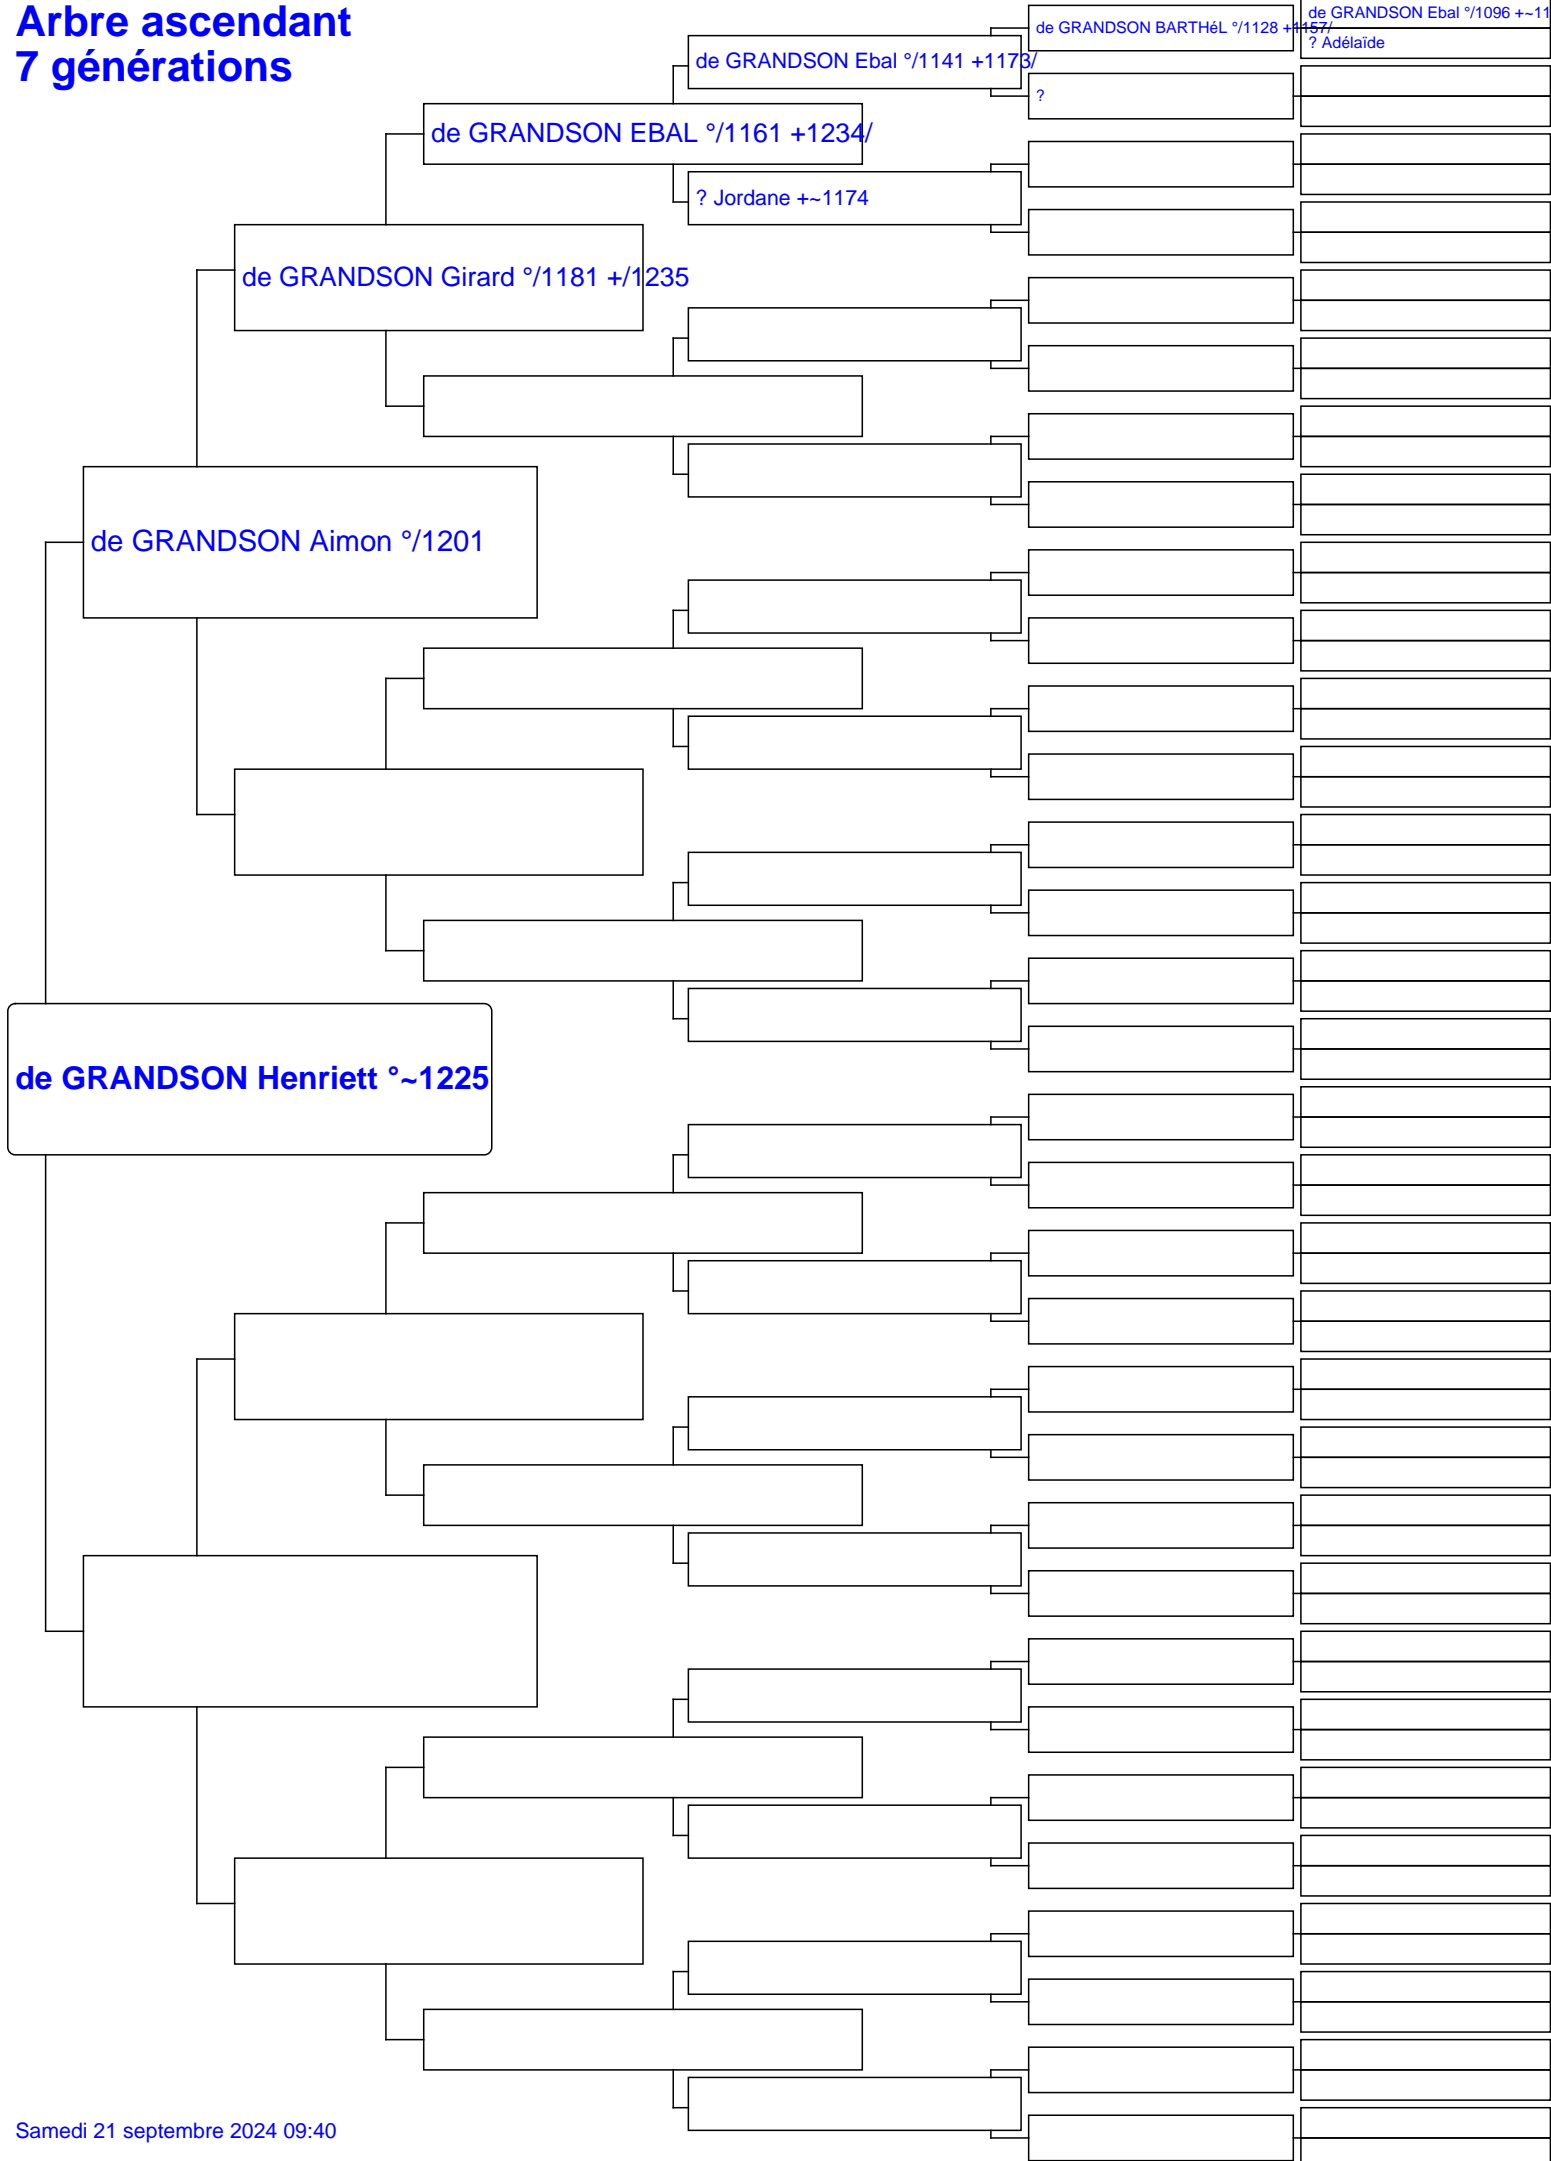 Arbre ascendant
7 générations
de GRANDSON Ebal °/1096 +~11
de GRANDSON BARTHéL °/1128 +1157/
? Adélaïde
de GRANDSON Ebal °/1141 +1173/
?
de GRANDSON EBAL °/1161 +1234/
? Jordane +~1174
de GRANDSON Girard °/1181 +/1235
de GRANDSON Aimon °/1201
de GRANDSON Henriett °~1225
Samedi 21 septembre 2024 09:40